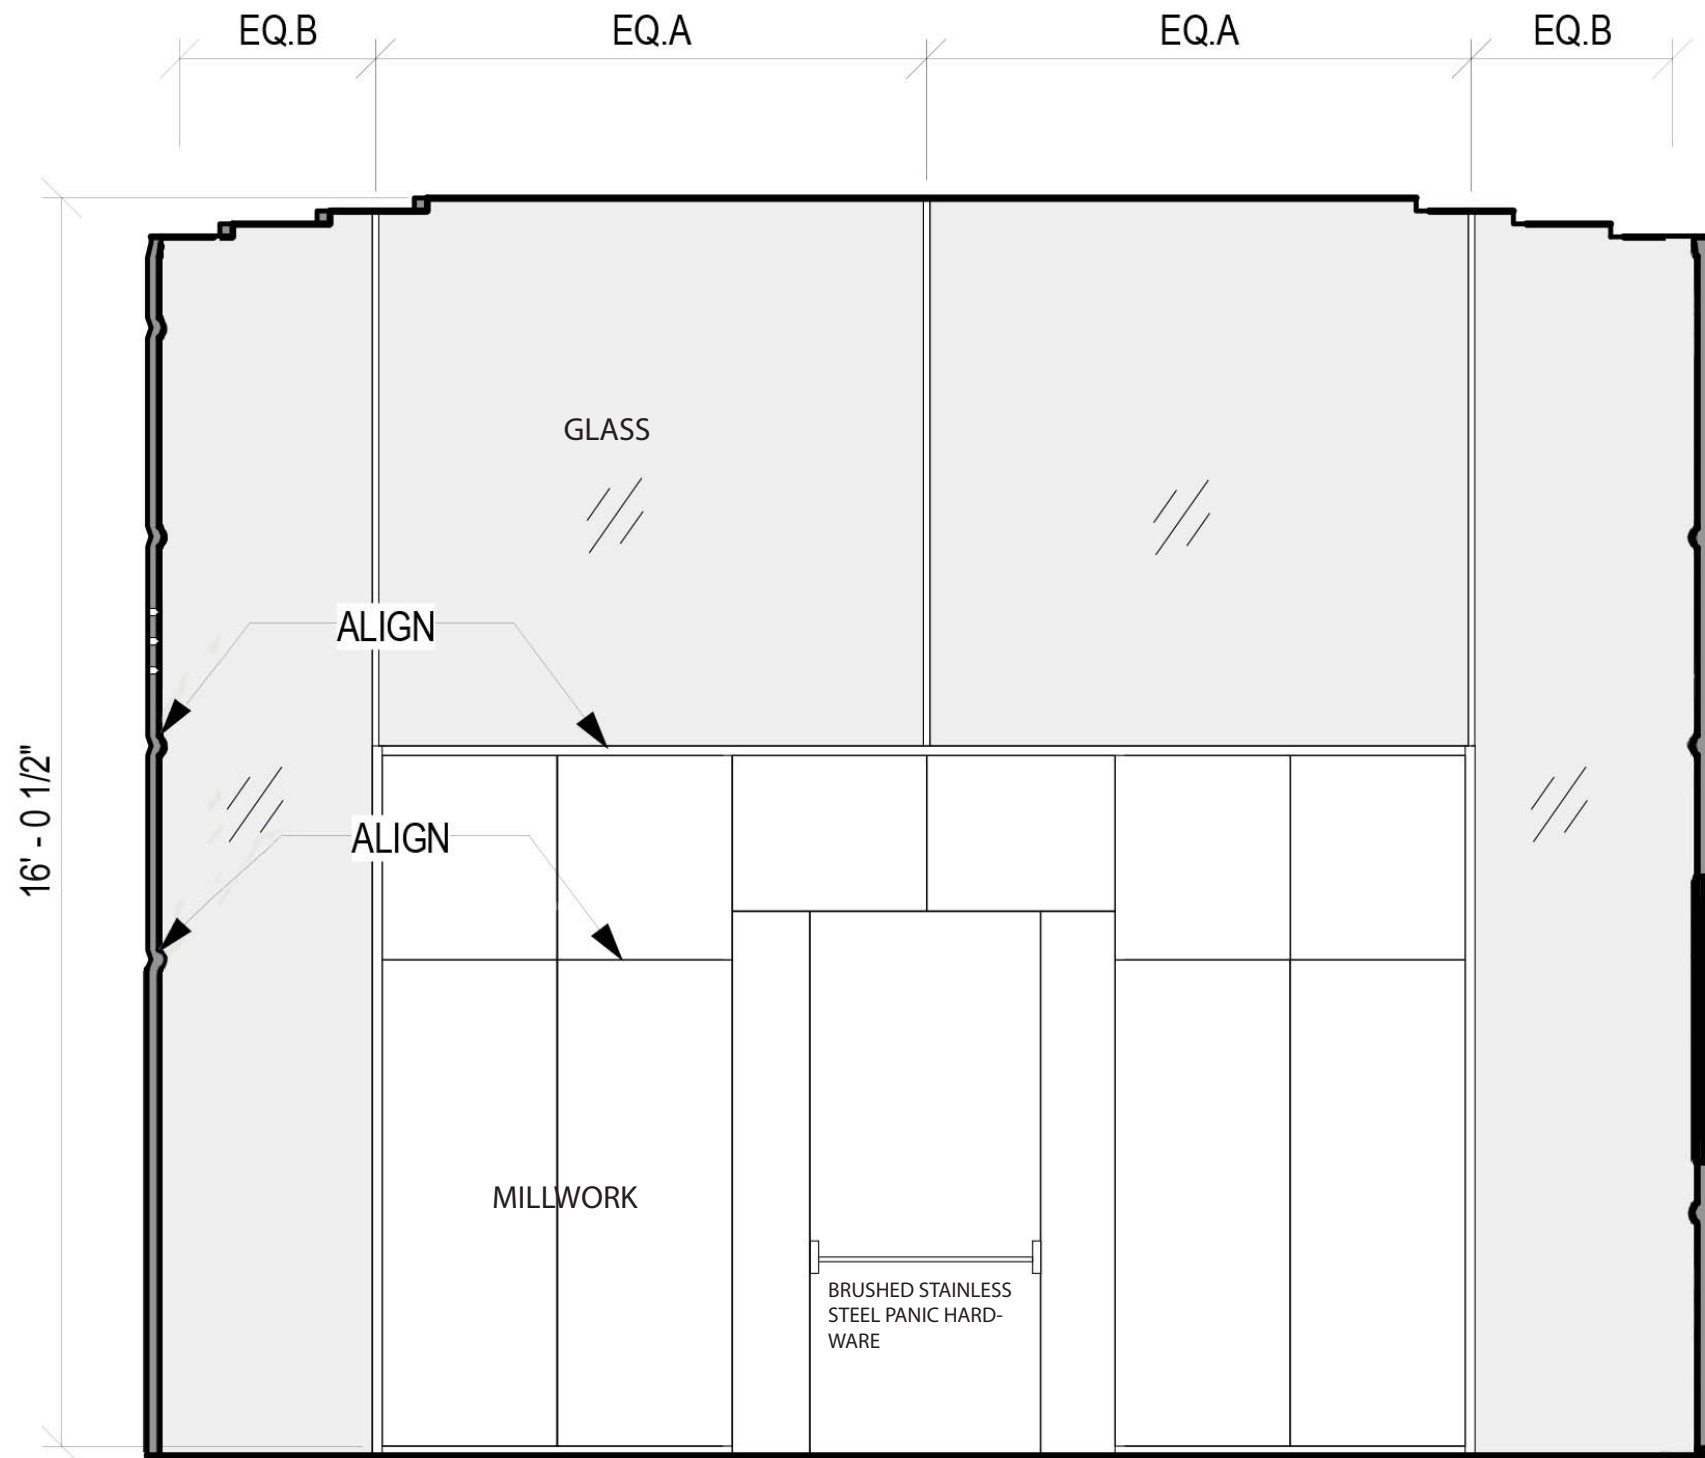 EQ.B
EQ.A
EQ.A
EQ.B
GLASS
ALIGN
16' - 0 1/2"
ALIGN
MILLWORK
BRUSHED STAINLESS
STEEL PANIC HARD-
WARE